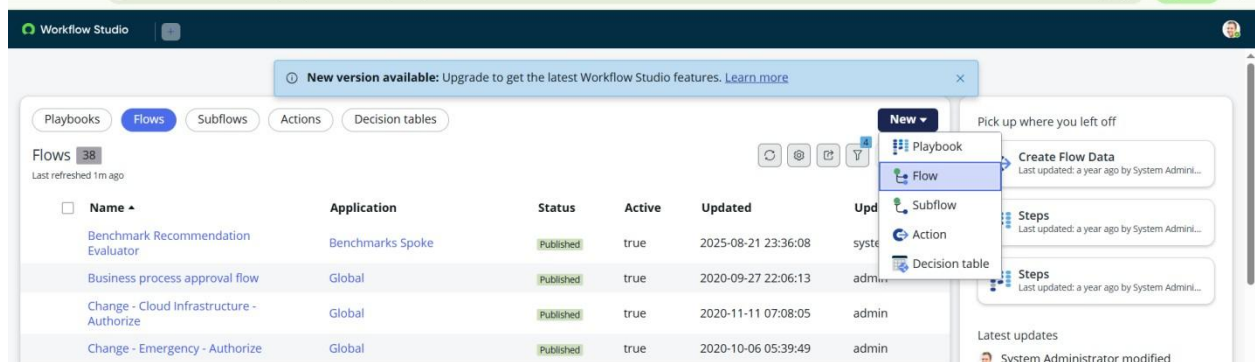 Workflow Studio
New version available: Upgrade to get the latest Workflow Studio features. Learn more
Playbooks
Flows
Subflows
Actions
Decision tables
New
Pick up where you left off
Flows 38
4
Last refreshed 1m ago
Playbook
Flow
Subflow
Action
Decision table
Create Flow Data
Last updated: a year ago by System Admini...
Steps
Last updated: a year ago by System Admini...
Steps
Last updated: a year ago by System Admini...
Name Application Status Active Updated Upd
Benchmark Recommendation
Evaluator
Benchmarks Spoke Published true 2025-08-21 23:36:08 syste
Business process approval flow Global Published true 2020-09-27 22:06:13 admin
Change - Cloud Infrastructure -
Authorize
Global Published true 2020-11-11 07:08:05 admin
Change - Emergency - Authorize Global Published true 2020-10-06 05:39:49 admin
Latest updates
System Administrator modified